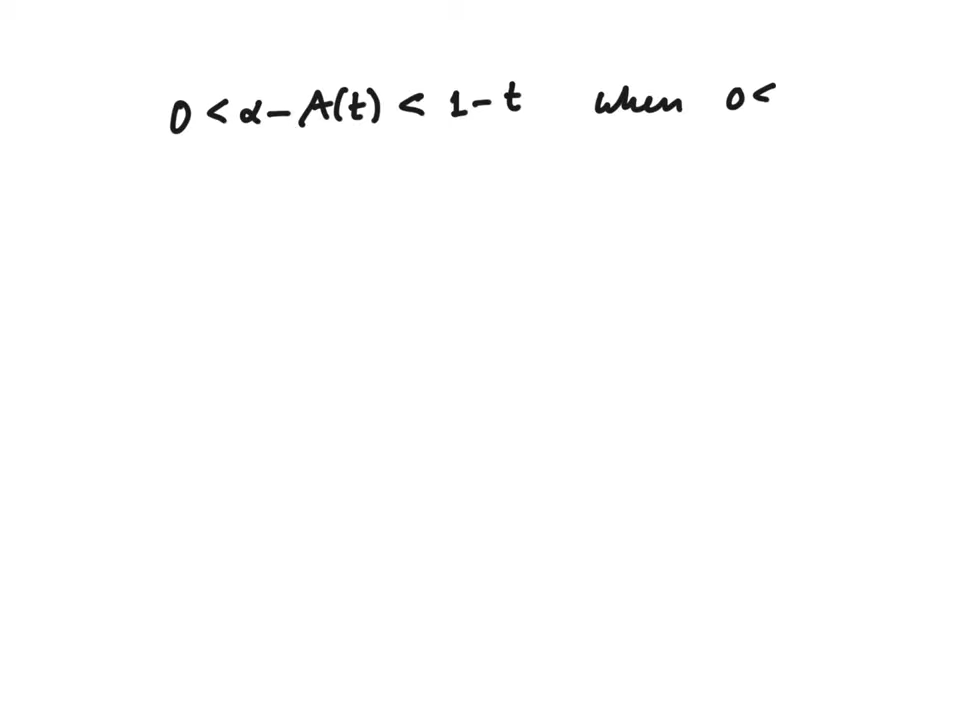 0 < α - A(t) < 1 - t when 0 <